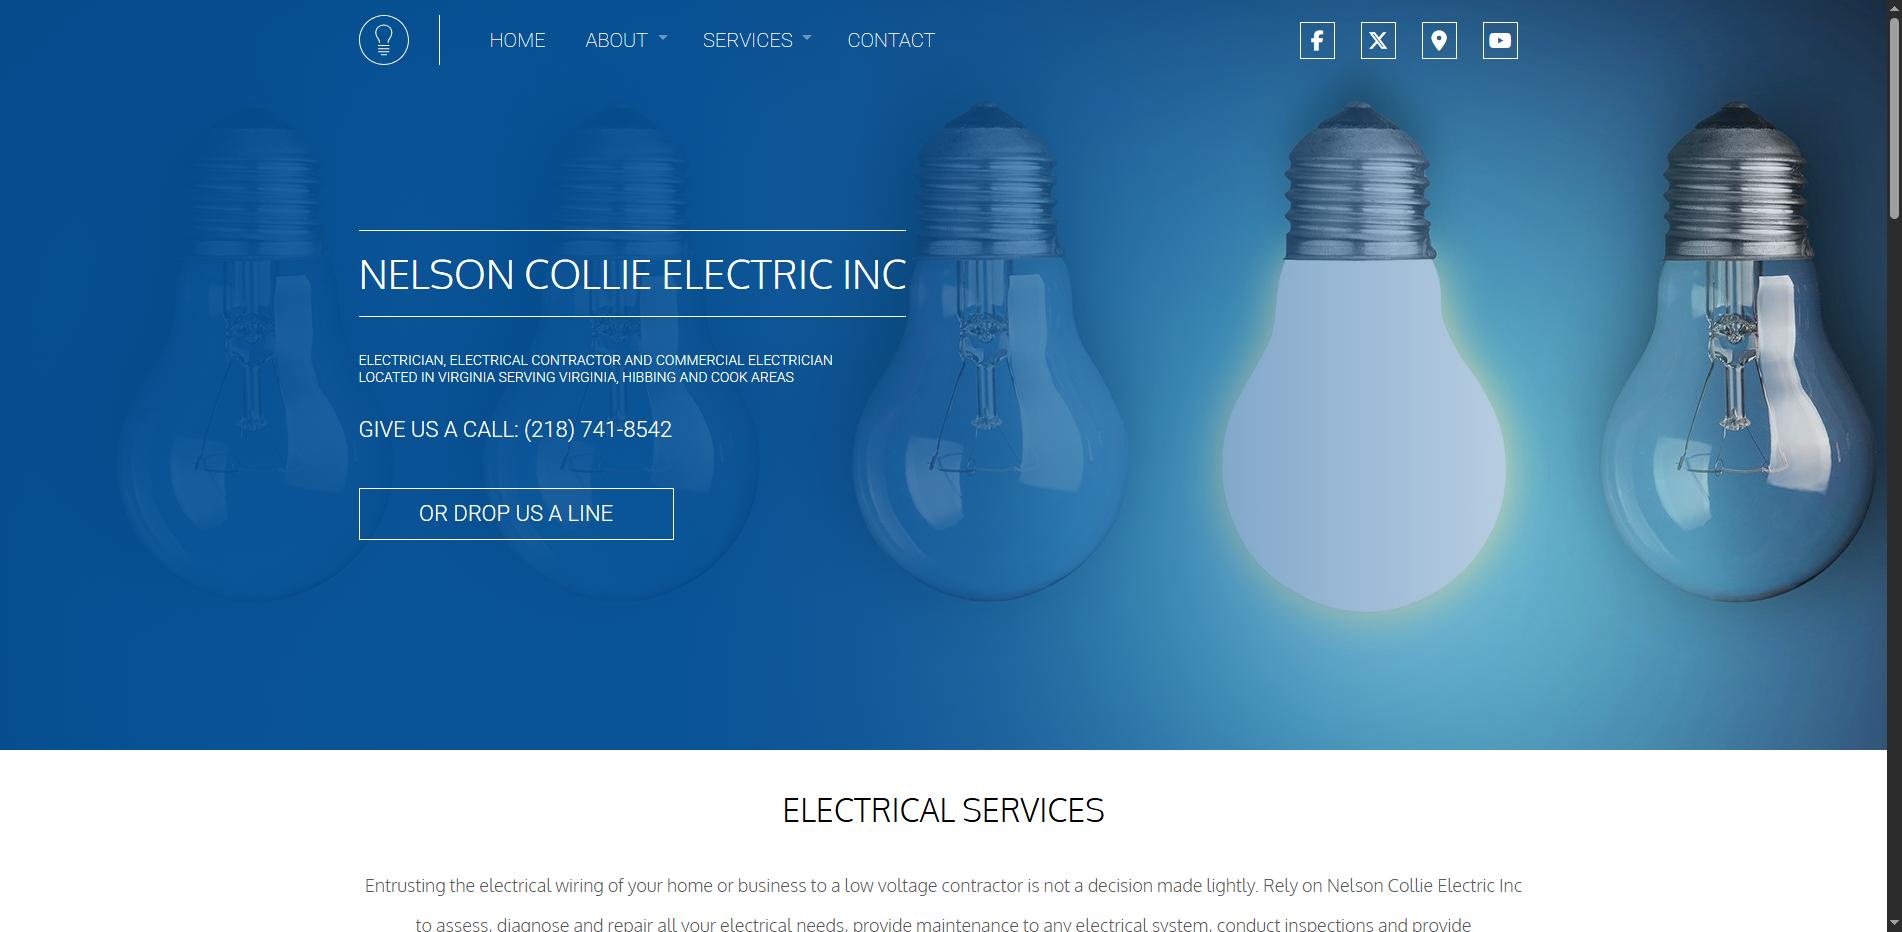 HOME ABOUT SERVICES CONTACT
NELSON COLLIE ELECTRIC INC
ELECTRICIAN, ELECTRICAL CONTRACTOR AND COMMERCIAL ELECTRICIAN
LOCATED IN VIRGINIA SERVING VIRGINIA, HIBBING AND COOK AREAS
GIVE US A CALL: (218) 741-8542
OR DROP US A LINE
ELECTRICAL SERVICES
Entrusting the electrical wiring of your home or business to a low voltage contractor is not a decision made lightly. Rely on Nelson Collie Electric Inc
to assess, diagnose and repair all your electrical needs, provide maintenance to any electrical system, conduct inspections and provide